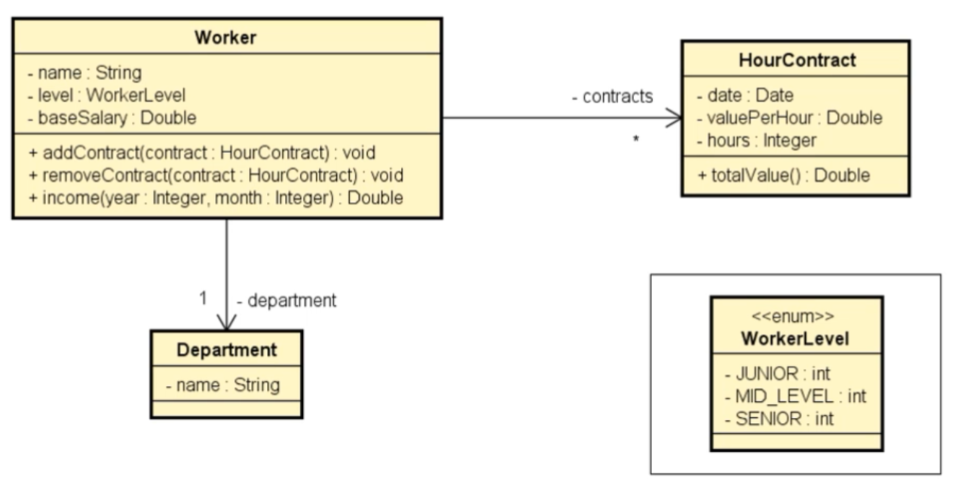 Worker
- name : String
- level : WorkerLevel
- baseSalary : Double
+ addContract(contract : HourContract) : void
+ removeContract(contract : HourContract) : void
+ income(year : Integer, month : Integer) : Double
- contracts
*
HourContract
- date : Date
- valuePerHour : Double
- hours : Integer
+ totalValue() : Double
1
- department
Department
- name : String
<<enum>>
WorkerLevel
- JUNIOR : int
- MID_LEVEL : int
- SENIOR : int